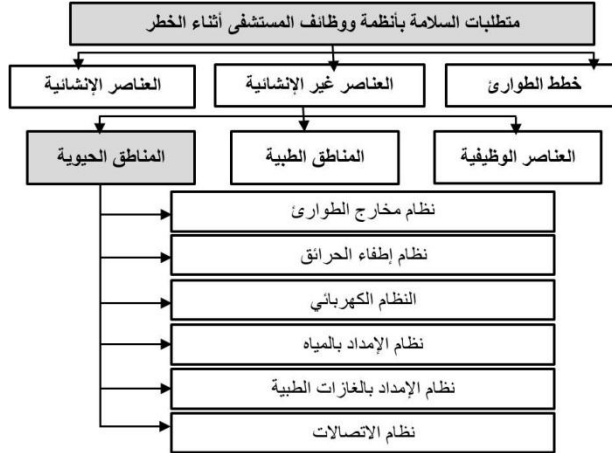 متطلبات السلامة بأنظمة ووظائف المستشفى أثناء الخطر
خطط الطوارئ
العناصر غير الإنشائية
العناصر الإنشائية
العناصر الوظيفية
المناطق الطبية
المناطق الحيوية
نظام مخارج الطوارئ
نظام إطفاء الحرائق
النظام الكهربائي
نظام الإمداد بالمياه
نظام الإمداد بالغازات الطبية
نظام الاتصالات